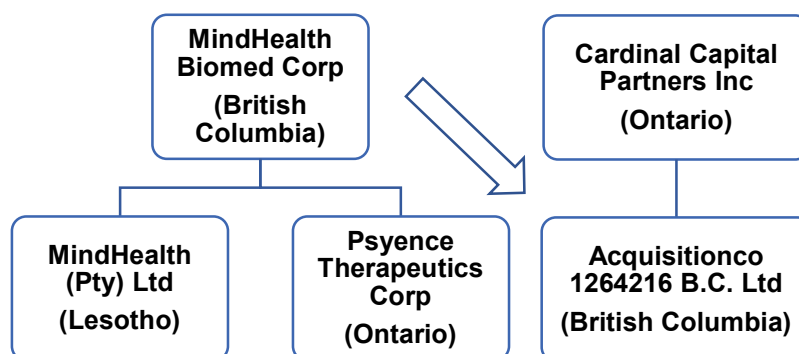 MindHealth
Biomed Corp
(British
Columbia)
Cardinal Capital
Partners Inc
(Ontario)
MindHealth
(Pty) Ltd
(Lesotho)
Psyence
Therapeutics
Corp
(Ontario)
Acquisitionco
1264216 B.C. Ltd
(British Columbia)